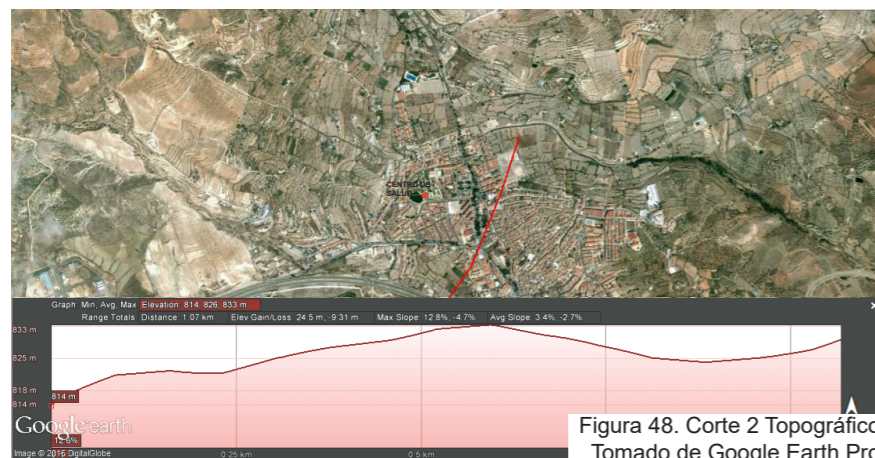 CENTRO DE
SALUD
Graph: Min, Avg, Max Elevation: 814, 826, 833 m
Range Totals: Distance: 1.07 km Elev Gain/Loss: 24.5 m, -9.31 m Max Slope: 12.8%, -4.7% Avg Slope: 3.4%, -2.7%
833 m
825 m
818 m
814 m
814 m
Google earth
12.6%
Image © 2015 DigitalGlobe
0.25 km
0.5 km
Figura 48. Corte 2 Topográfico
Tomado de Google Earth Pro